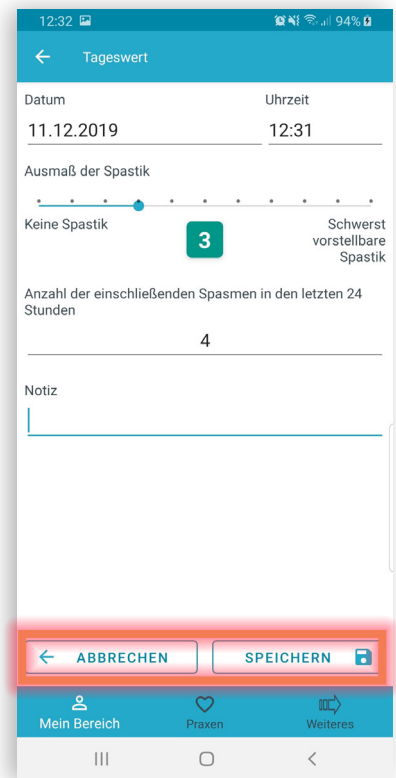 12:32 94%
Tageswert
Datum Uhrzeit
11.12.2019 12:31
Ausmaß der Spastik
Keine Spastik
Schwerst
vorstellbare
Spastik
3
Anzahl der einschließenden Spasmen in den letzten 24
Stunden
4
Notiz
ABBRECHEN SPEICHERN
Mein Bereich Praxen Weiteres